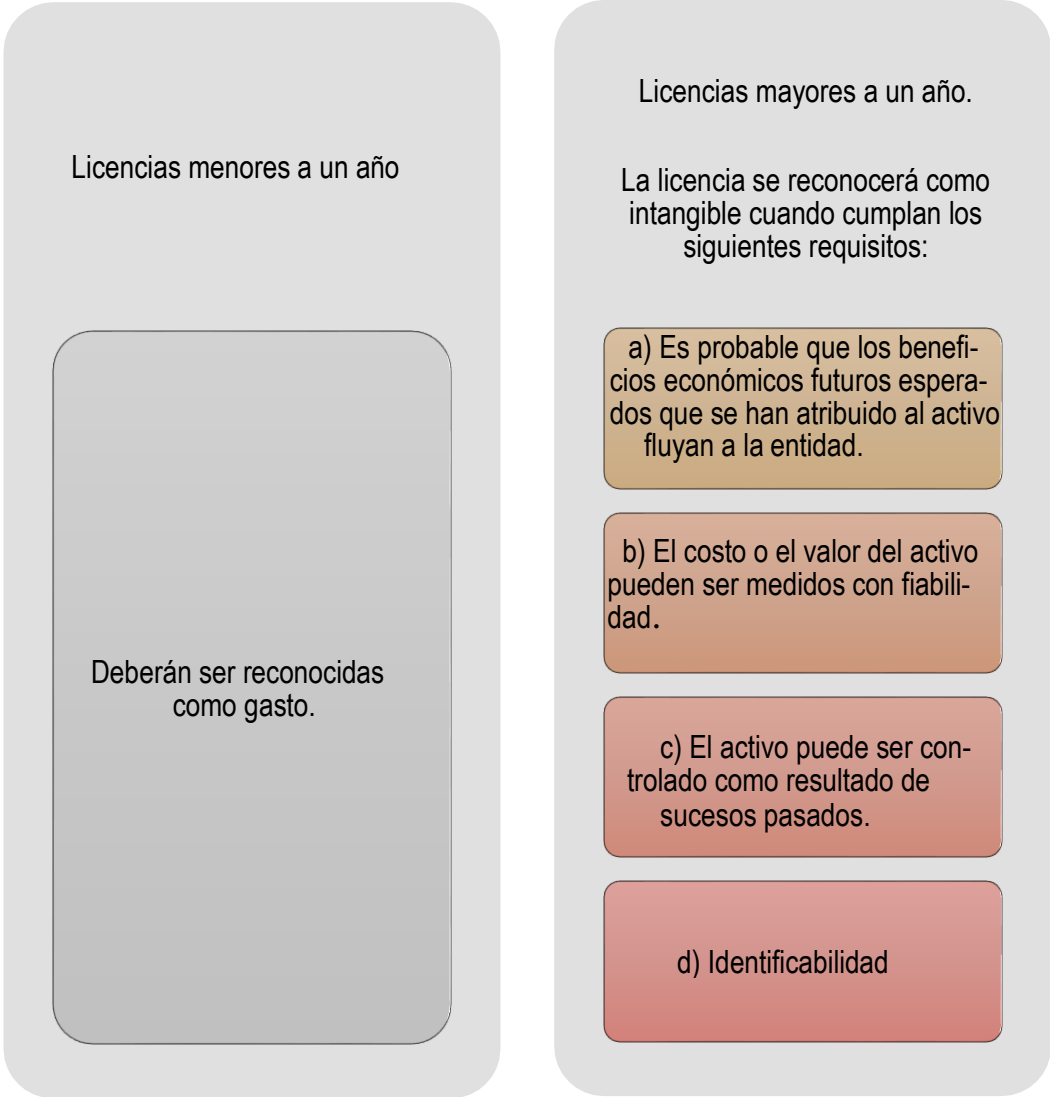 Licencias menores a un año
Deberán ser reconocidas
como gasto.
Licencias mayores a un año.
La licencia se reconocerá como
intangible cuando cumplan los
siguientes requisitos:
a) Es probable que los benefi-
cios económicos futuros espera-
dos que se han atribuido al activo
fluyan a la entidad.
b) El costo o el valor del activo
pueden ser medidos con fiabili-
dad.
c) El activo puede ser con-
trolado como resultado de
sucesos pasados.
d) Identificabilidad